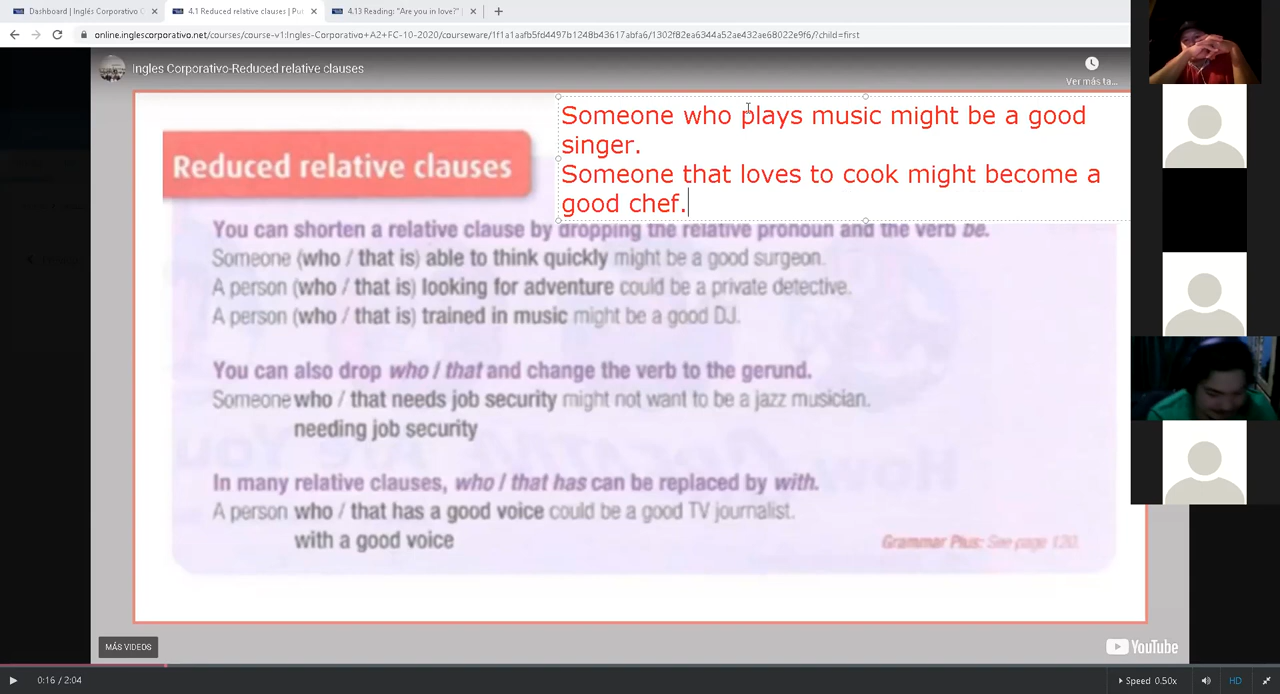 Dashboard | Inglés Corporativo C
4.1 Reduced relative clauses | Pu
4.13 Reading: "Are you in love?" |
online.inglescorporativo.net/courses/course-v1:Ingles-Corporativo+A2+FC-10-2020/courseware/1f1a1aafb5fd4497b1248b43617abfa6/1302f82ea6344a52ae432ae68022e9f6/?child=first
Ingles Corporativo-Reduced relative clauses
Ver más ta...
Someone who plays music might be a good
singer.
Someone that loves to cook might become a
good chef.
Reduced relative clauses
You can shorten a relative clause by dropping the relative pronoun and the verb be.
Someone (who / that is) able to think quickly might be a good surgeon.
A person (who / that is) looking for adventure could be a private detective.
A person (who / that is) trained in music might be a good DJ.
You can also drop who / that and change the verb to the gerund.
Someone who / that needs job security might not want to be a jazz musician.
needing job security
In many relative clauses, who / that has can be replaced by with.
A person who / that has a good voice could be a good TV journalist.
with a good voice
Grammar Plus: See page 120.
MÁS VIDEOS
YouTube
0:16 / 2:04
Speed 0.50x
HD